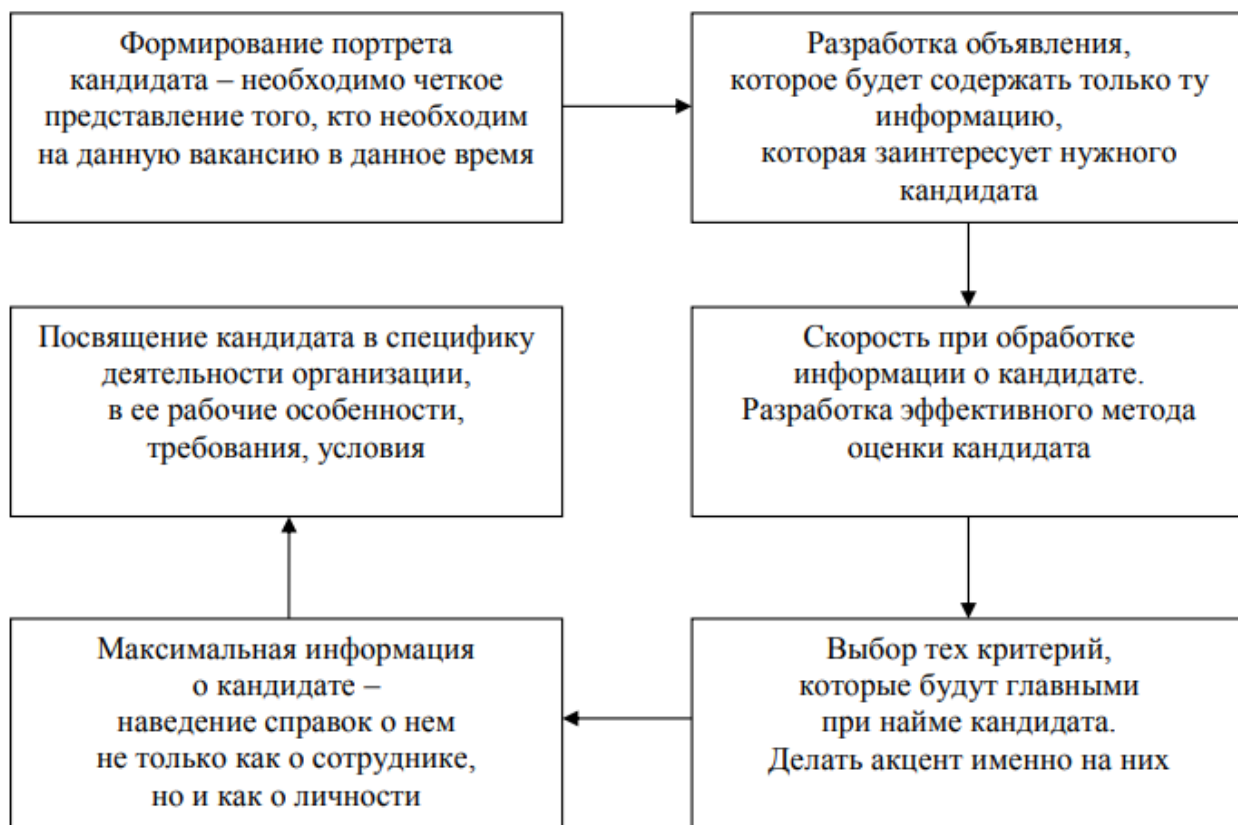 Формирование портрета
кандидата – необходимо четкое
представление того, кто необходим
на данную вакансию в данное время
Разработка объявления,
которое будет содержать только ту
информацию,
которая заинтересует нужного
кандидата
Скорость при обработке
информации о кандидате.
Разработка эффективного метода
оценки кандидата
Выбор тех критерий,
которые будут главными
при найме кандидата.
Делать акцент именно на них
Максимальная информация
о кандидате –
наведение справок о нем
не только как о сотруднике,
но и как о личности
Посвящение кандидата в специфику
деятельности организации,
в ее рабочие особенности,
требования, условия